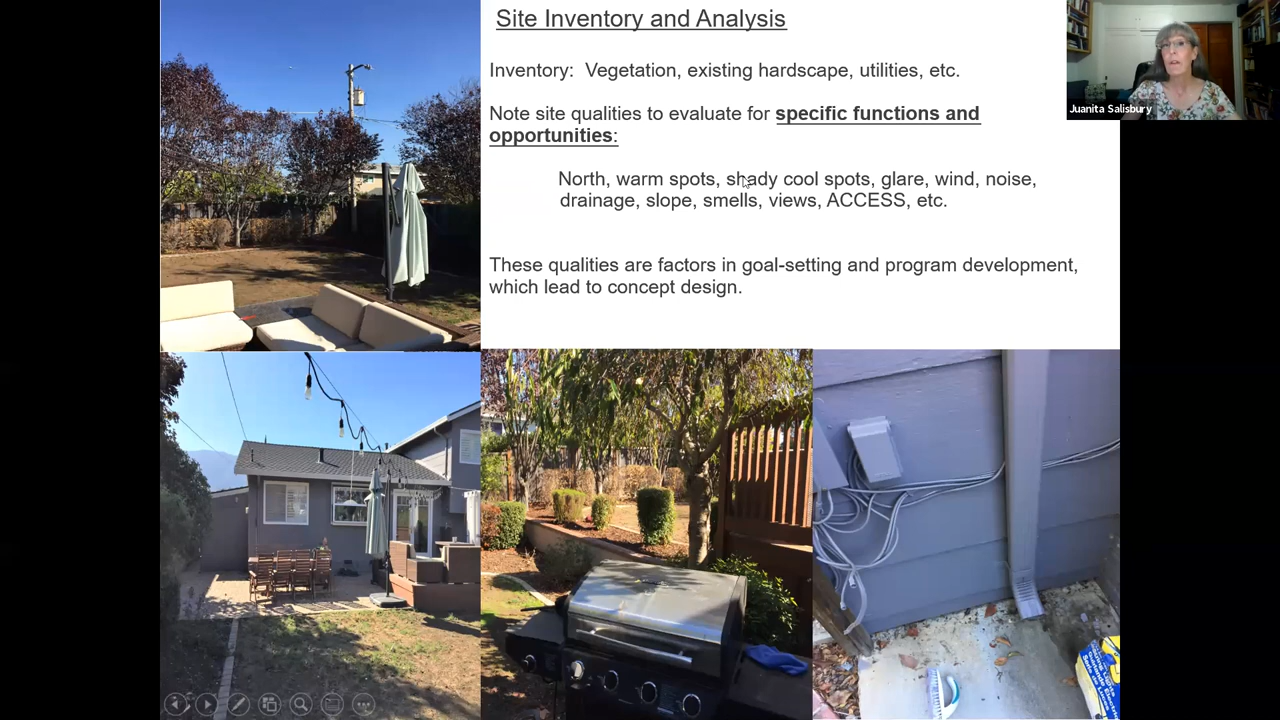 Site Inventory and Analysis
Inventory:  Vegetation, existing hardscape, utilities, etc.
Note site qualities to evaluate for specific functions and
opportunities:
North, warm spots, shady cool spots, glare, wind, noise,
drainage, slope, smells, views, ACCESS, etc.
These qualities are factors in goal-setting and program development,
which lead to concept design.
Juanita Salisbury